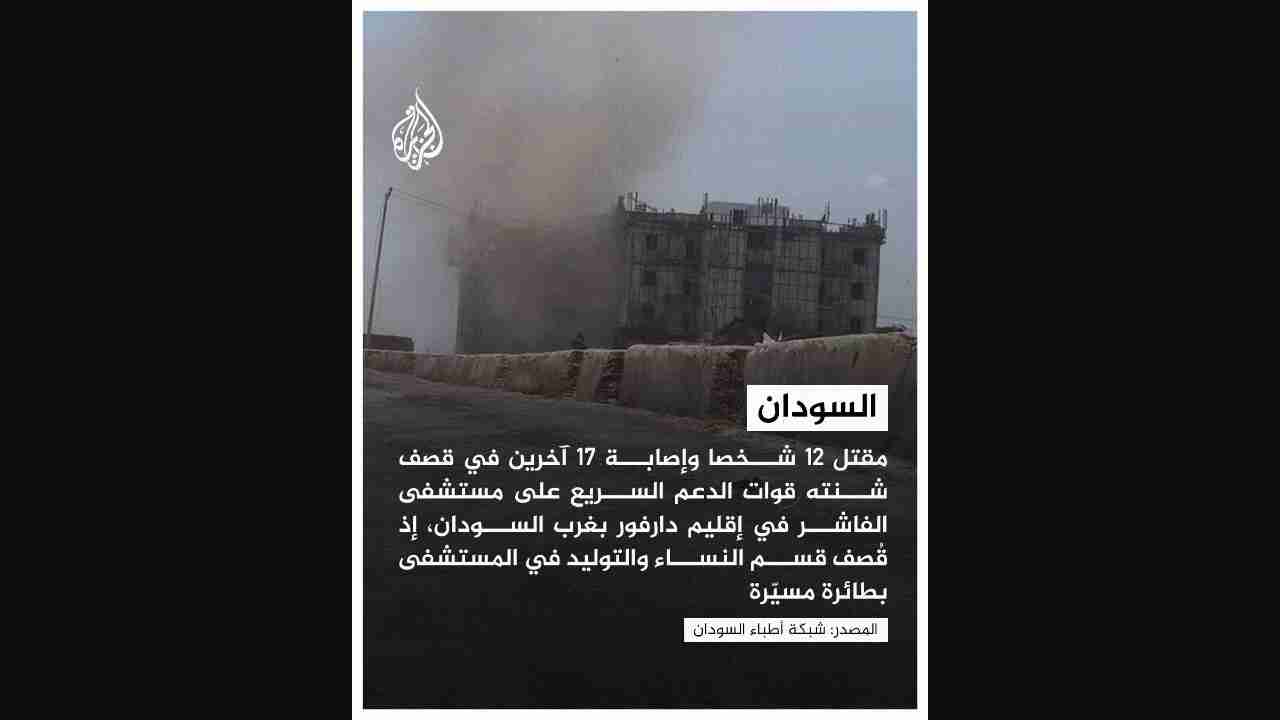 الجزيرة
السودان
مقتل 12 شخصا وإصابة 17 آخرين في قصف
شنته قوات الدعم السريع على مستشفى
الفاشر في إقليم دارفور بغرب السودان، إذ
قُصف قسم النساء والتوليد في المستشفى
بطائرة مسيّرة
المصدر: شبكة أطباء السودان